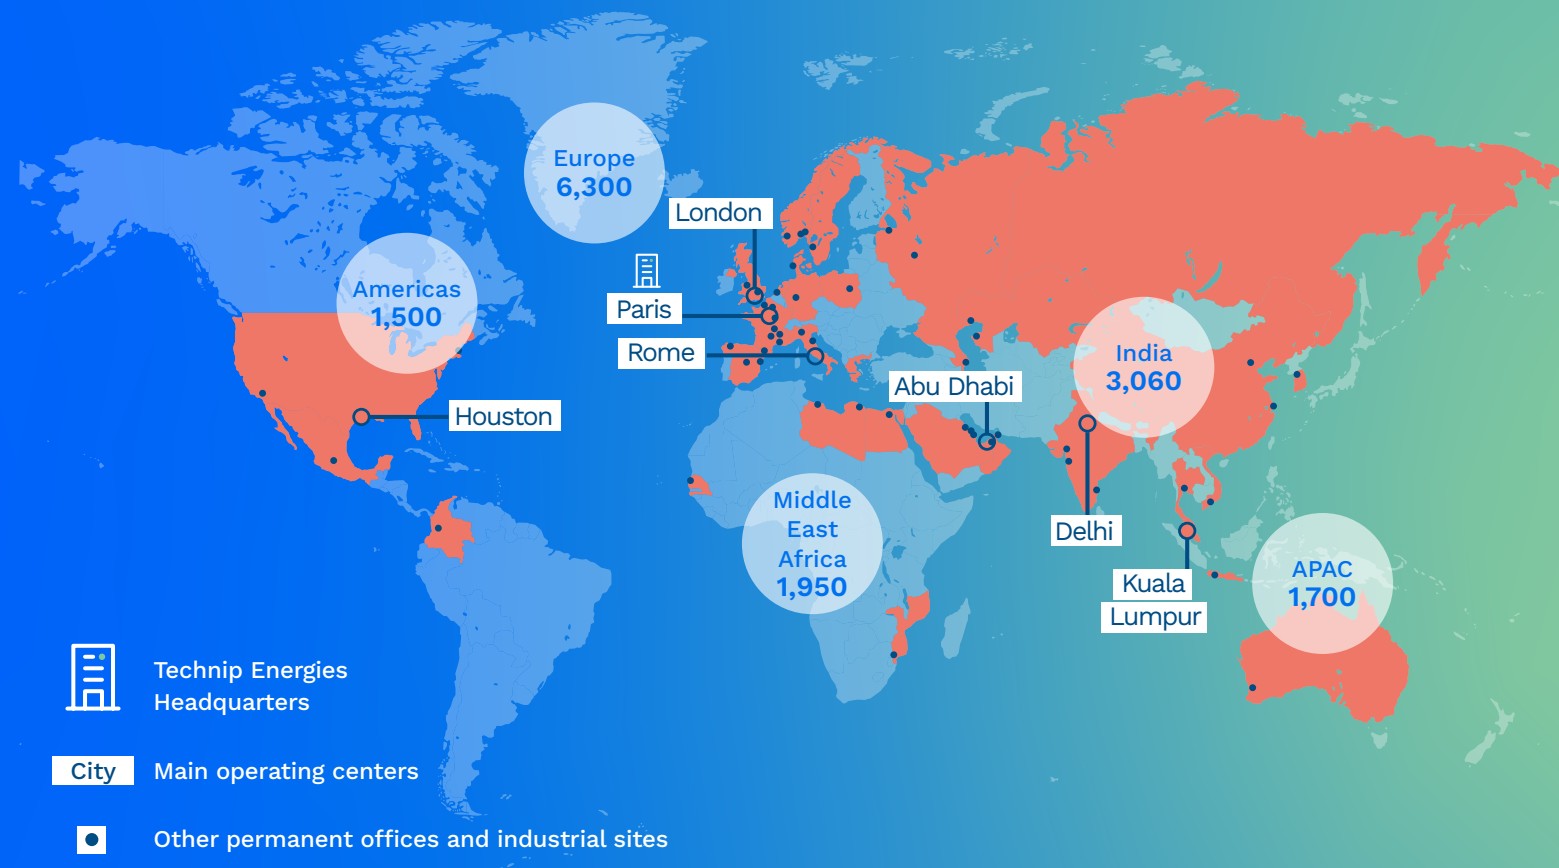 Europe
6,300
London
Americas
1,500
Paris
Rome
India
3,060
Abu Dhabi
Houston
Middle
East
Africa
1,950
Delhi
APAC
1,700
Kuala
Lumpur
Technip Energies
Headquarters
City
Main operating centers
Other permanent offices and industrial sites